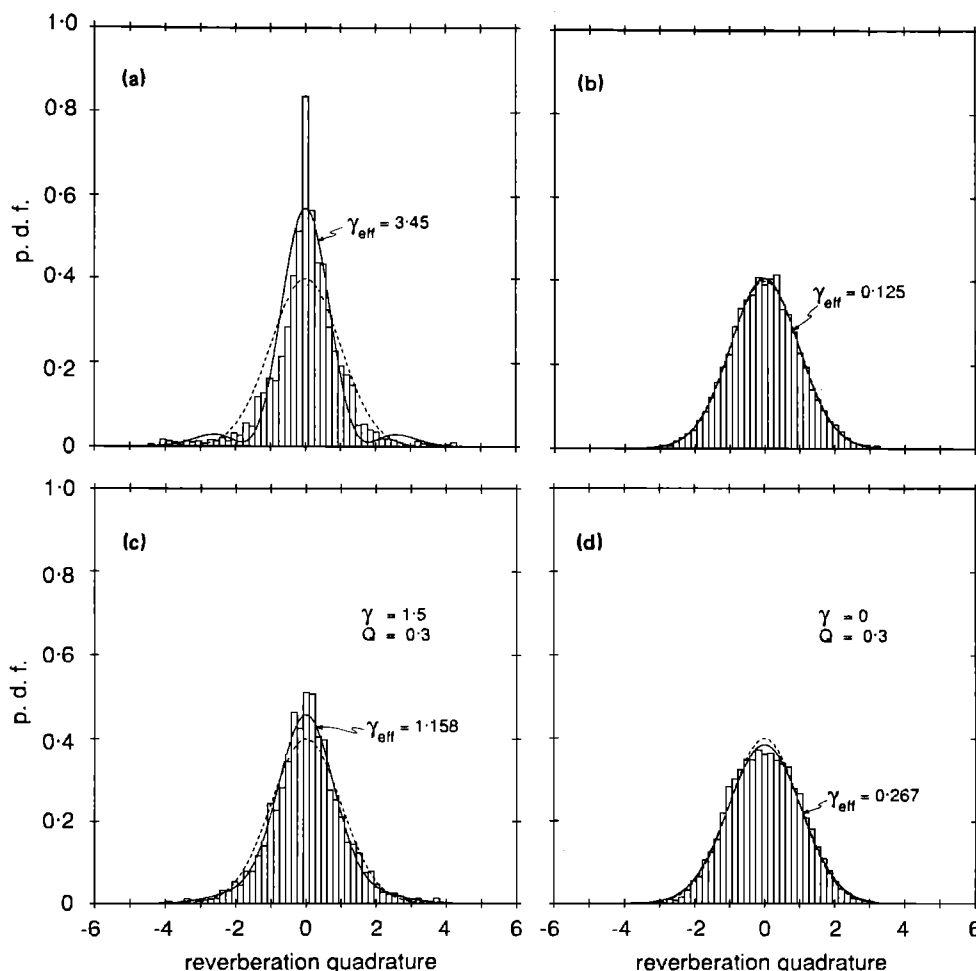 1·0
0·8
0·6
0·4
0·2
0
p. d. f.
(a)
γeff = 3·45
(b)
γeff = 0·125
1·0
0·8
0·6
0·4
0·2
0
p. d. f.
(c)
γ = 1·5
Q = 0·3
γeff = 1·158
-6 -4 -2 0 2 4 6
reverberation quadrature
(d)
γ = 0
Q = 0·3
γeff = 0·267
-6 -4 -2 0 2 4 6
reverberation quadrature